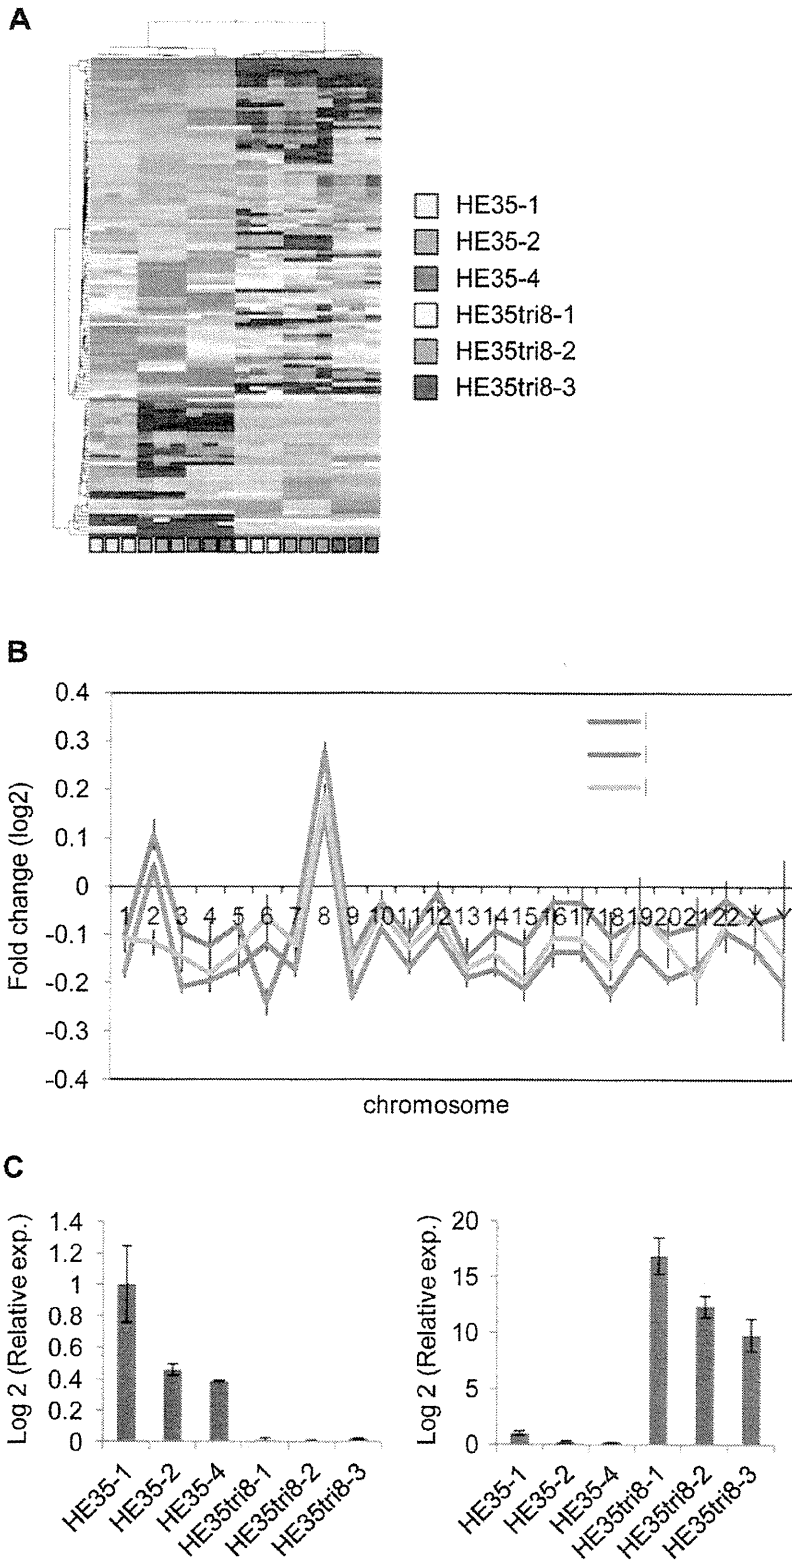 A
HE35-1
HE35-2
HE35-4
HE35tri8-1
HE35tri8-2
HE35tri8-3
B
Fold change (log2)
0.4
0.3
0.2
0.1
0
-0.1
-0.2
-0.3
-0.4
1 2 3 4 5 6 7 8 9 10 11 12 13 14 15 16 17 18 19 20 21 22 X Y
chromosome
C
Log 2 (Relative exp.)
1.4
1.2
1
0.8
0.6
0.4
0.2
0
HE35-1
HE35-2
HE35-4
HE35tri8-1
HE35tri8-2
HE35tri8-3
Log 2 (Relative exp.)
20
15
10
5
0
HE35-1
HE35-2
HE35-4
HE35tri8-1
HE35tri8-2
HE35tri8-3